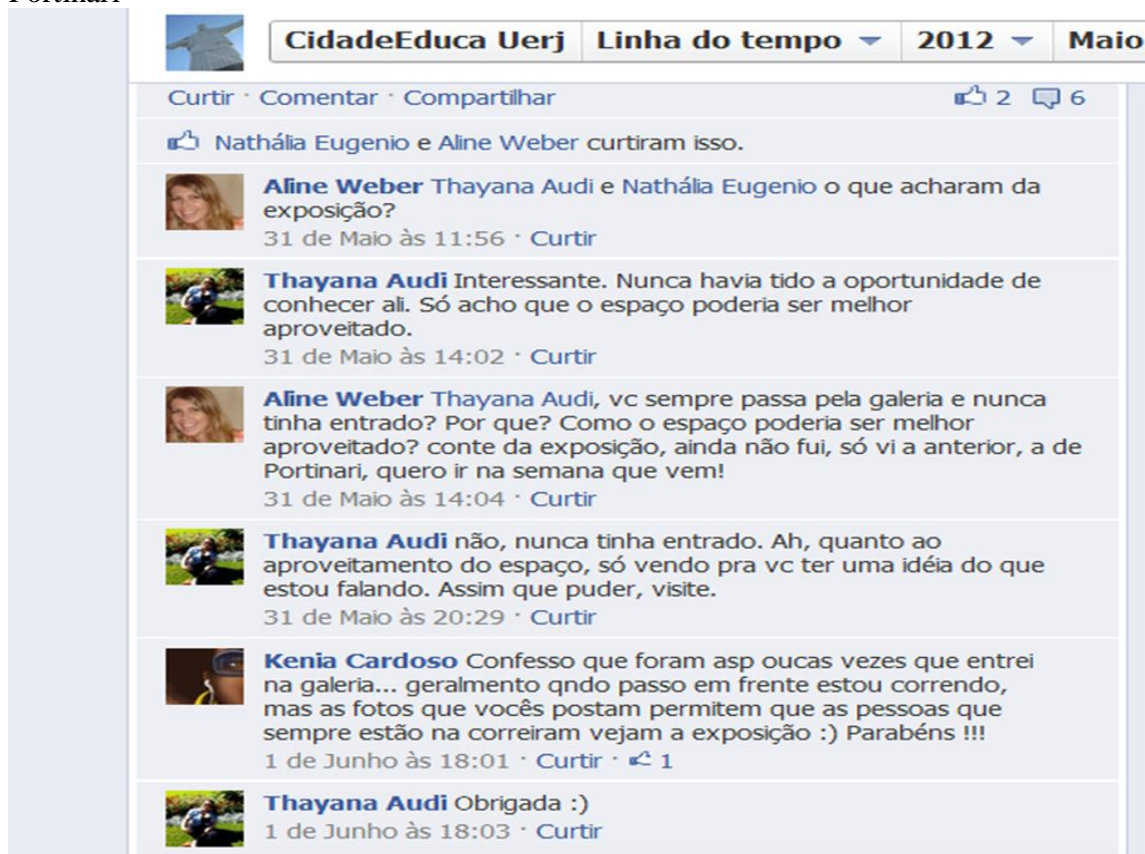 CidadeEduca Uerj Linha do tempo 2012 Maio
Curtir · Comentar · Compartilhar 2 6
Nathália Eugenio e Aline Weber curtiram isso.
Aline Weber Thayana Audi e Nathália Eugenio o que acharam da
exposição?
31 de Maio às 11:56 · Curtir
Thayana Audi Interessante. Nunca havia tido a oportunidade de
conhecer ali. Só acho que o espaço poderia ser melhor
aproveitado.
31 de Maio às 14:02 · Curtir
Aline Weber Thayana Audi, vc sempre passa pela galeria e nunca
tinha entrado? Por que? Como o espaço poderia ser melhor
aproveitado? conte da exposição, ainda não fui, só vi a anterior, a de
Portinari, quero ir na semana que vem!
31 de Maio às 14:04 · Curtir
Thayana Audi não, nunca tinha entrado. Ah, quanto ao
aproveitamento do espaço, só vendo pra vc ter uma idéia do que
estou falando. Assim que puder, visite.
31 de Maio às 20:29 · Curtir
Kenia Cardoso Confesso que foram asp oucas vezes que entrei
na galeria... geralmento qndo passo em frente estou correndo,
mas as fotos que vocês postam permitem que as pessoas que
sempre estão na correiram vejam a exposição :) Parabéns !!!
1 de Junho às 18:01 · Curtir · 1
Thayana Audi Obrigada :)
1 de Junho às 18:03 · Curtir